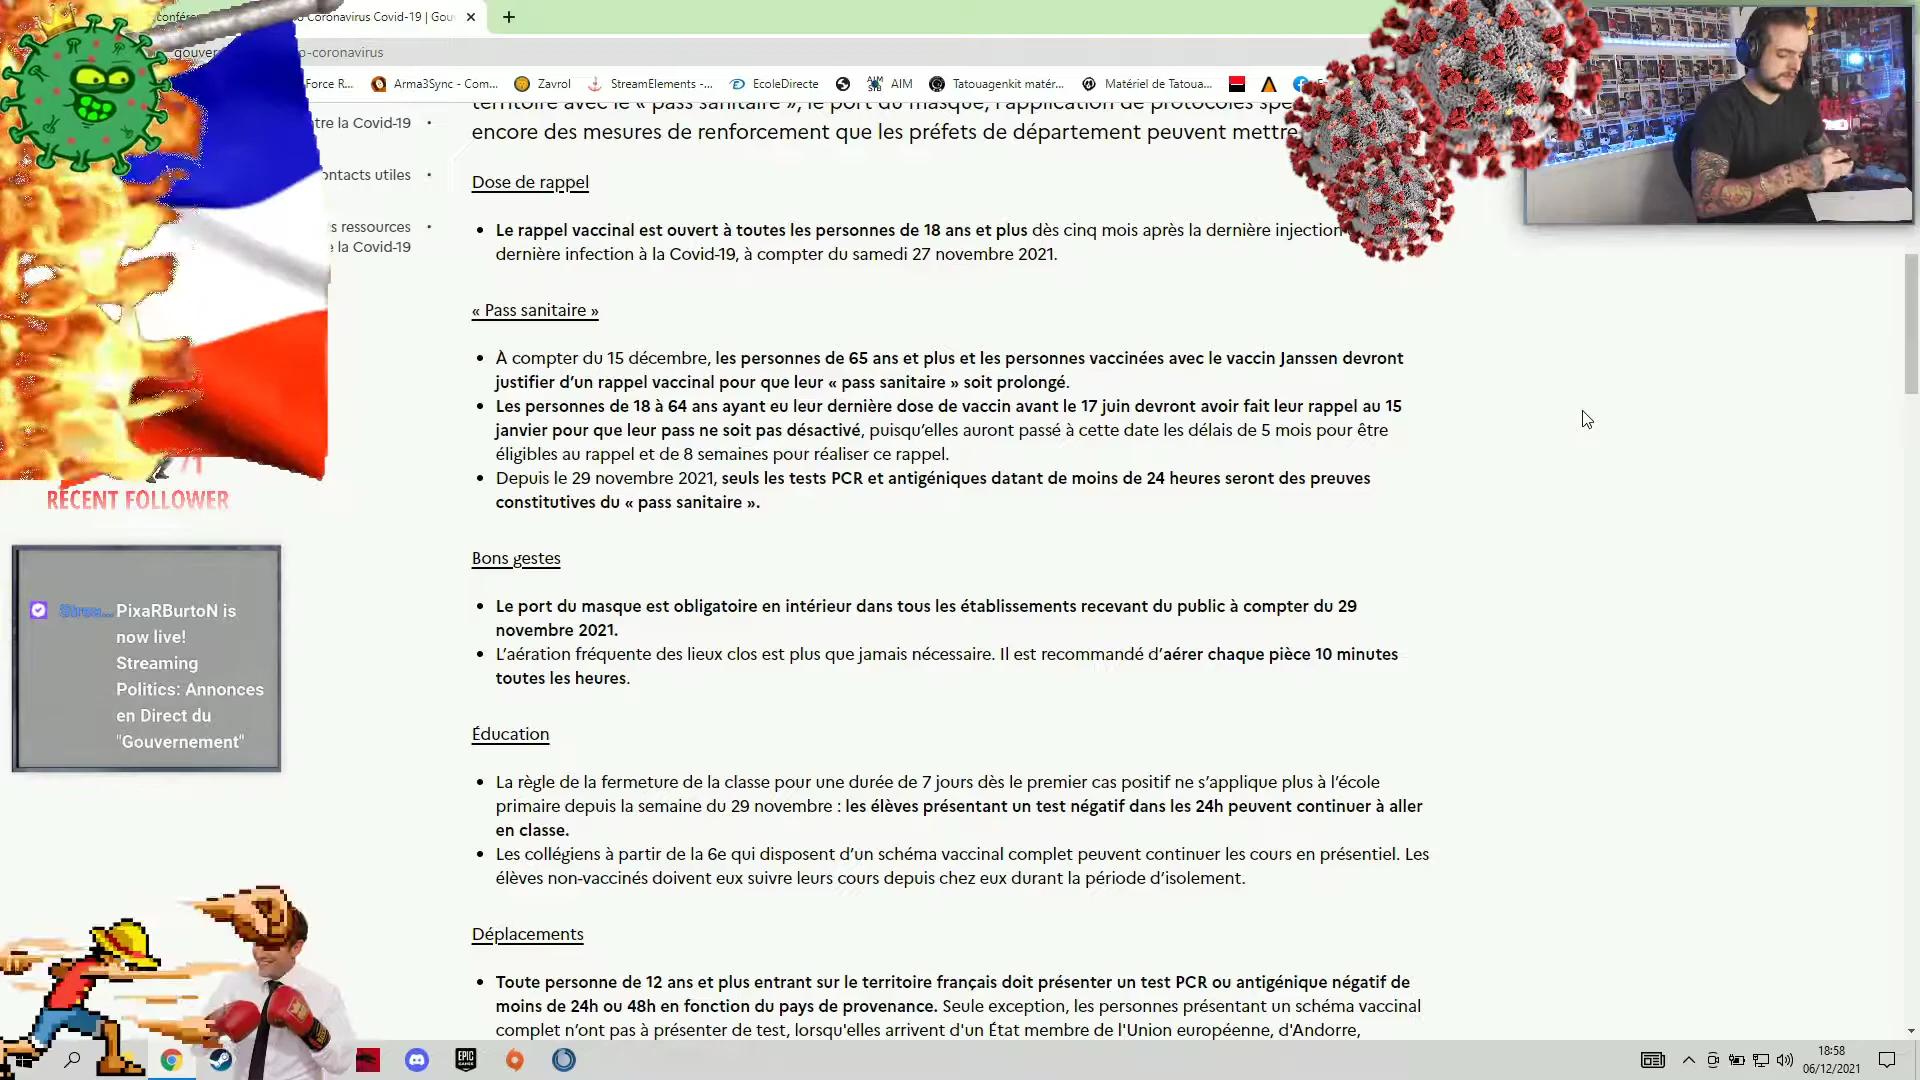 o Coronavirus Covid-19 | Gou
gouver
o-coronavirus
Force R...
Arma3Sync - Com...
Zavrol
StreamElements -...
EcoleDirecte
AIM
Tatouagenkit matér...
Matériel de Tatoua...
encore des mesures de renforcement que les préfets de département peuvent mettre
ntre la Covid-19
ontacts utiles
s ressources
e la Covid-19
Dose de rappel
Le rappel vaccinal est ouvert à toutes les personnes de 18 ans et plus dès cinq mois après la dernière injection
dernière infection à la Covid-19, à compter du samedi 27 novembre 2021.
« Pass sanitaire »
À compter du 15 décembre, les personnes de 65 ans et plus et les personnes vaccinées avec le vaccin Janssen devront
justifier d’un rappel vaccinal pour que leur « pass sanitaire » soit prolongé.
Les personnes de 18 à 64 ans ayant eu leur dernière dose de vaccin avant le 17 juin devront avoir fait leur rappel au 15
janvier pour que leur pass ne soit pas désactivé, puisqu’elles auront passé à cette date les délais de 5 mois pour être
éligibles au rappel et de 8 semaines pour réaliser ce rappel.
Depuis le 29 novembre 2021, seuls les tests PCR et antigéniques datant de moins de 24 heures seront des preuves
constitutives du « pass sanitaire ».
Bons gestes
Le port du masque est obligatoire en intérieur dans tous les établissements recevant du public à compter du 29
novembre 2021.
L’aération fréquente des lieux clos est plus que jamais nécessaire. Il est recommandé d’aérer chaque pièce 10 minutes
toutes les heures.
Éducation
La règle de la fermeture de la classe pour une durée de 7 jours dès le premier cas positif ne s’applique plus à l’école
primaire depuis la semaine du 29 novembre : les élèves présentant un test négatif dans les 24h peuvent continuer à aller
en classe.
Les collégiens à partir de la 6e qui disposent d’un schéma vaccinal complet peuvent continuer les cours en présentiel. Les
élèves non-vaccinés doivent eux suivre leurs cours depuis chez eux durant la période d’isolement.
Déplacements
Toute personne de 12 ans et plus entrant sur le territoire français doit présenter un test PCR ou antigénique négatif de
moins de 24h ou 48h en fonction du pays de provenance. Seule exception, les personnes présentant un schéma vaccinal
complet n’ont pas à présenter de test, lorsqu'elles arrivent d'un État membre de l'Union européenne, d'Andorre,
RECENT FOLLOWER
Strea... PixaRBurtoN is
now live!
Streaming
Politics: Annonces
en Direct du
"Gouvernement"
EPIC
18:58
06/12/2021